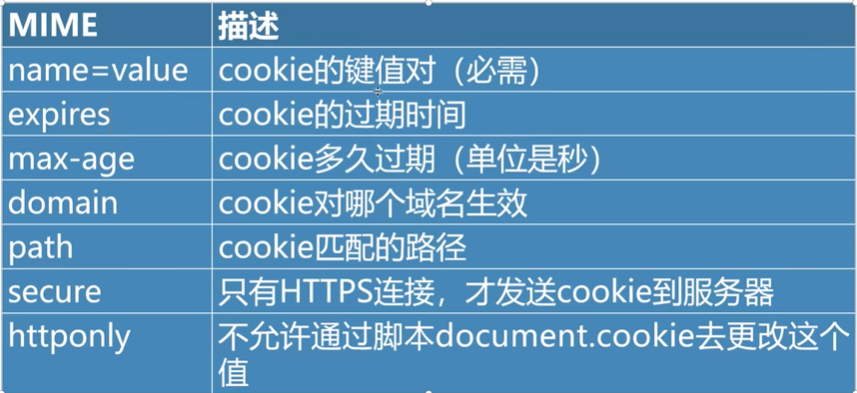 MIME 描述
name=value cookie的键值对（必需）
expires cookie的过期时间
max-age cookie多久过期（单位是秒）
domain cookie对哪个域名生效
path cookie匹配的路径
secure 只有HTTPS连接，才发送cookie到服务器
httponly 不允许通过脚本document.cookie去更改这个
值